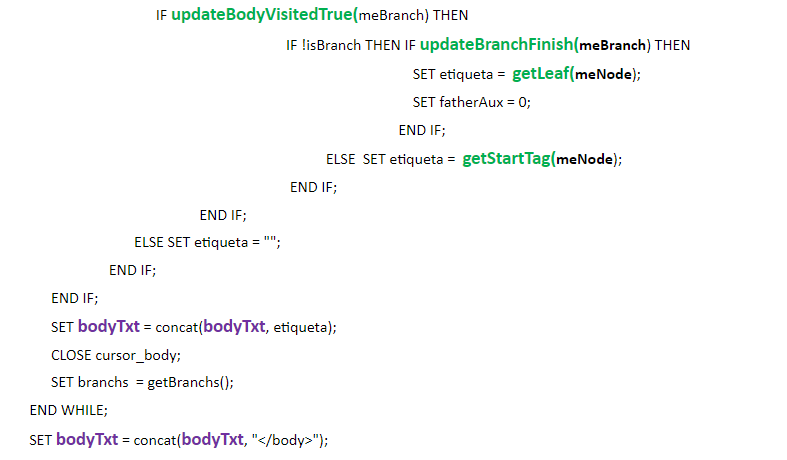 IF updateBodyVisitedTrue(meBranch) THEN
IF !isBranch THEN IF updateBranchFinish(meBranch) THEN
SET etiqueta = getLeaf(meNode);
SET fatherAux = 0;
END IF;
ELSE SET etiqueta = getStartTag(meNode);
END IF;
END IF;
ELSE SET etiqueta = "";
END IF;
END IF;
SET bodyTxt = concat(bodyTxt, etiqueta);
CLOSE cursor_body;
SET branchs = getBranchs();
END WHILE;
SET bodyTxt = concat(bodyTxt, "</body>");